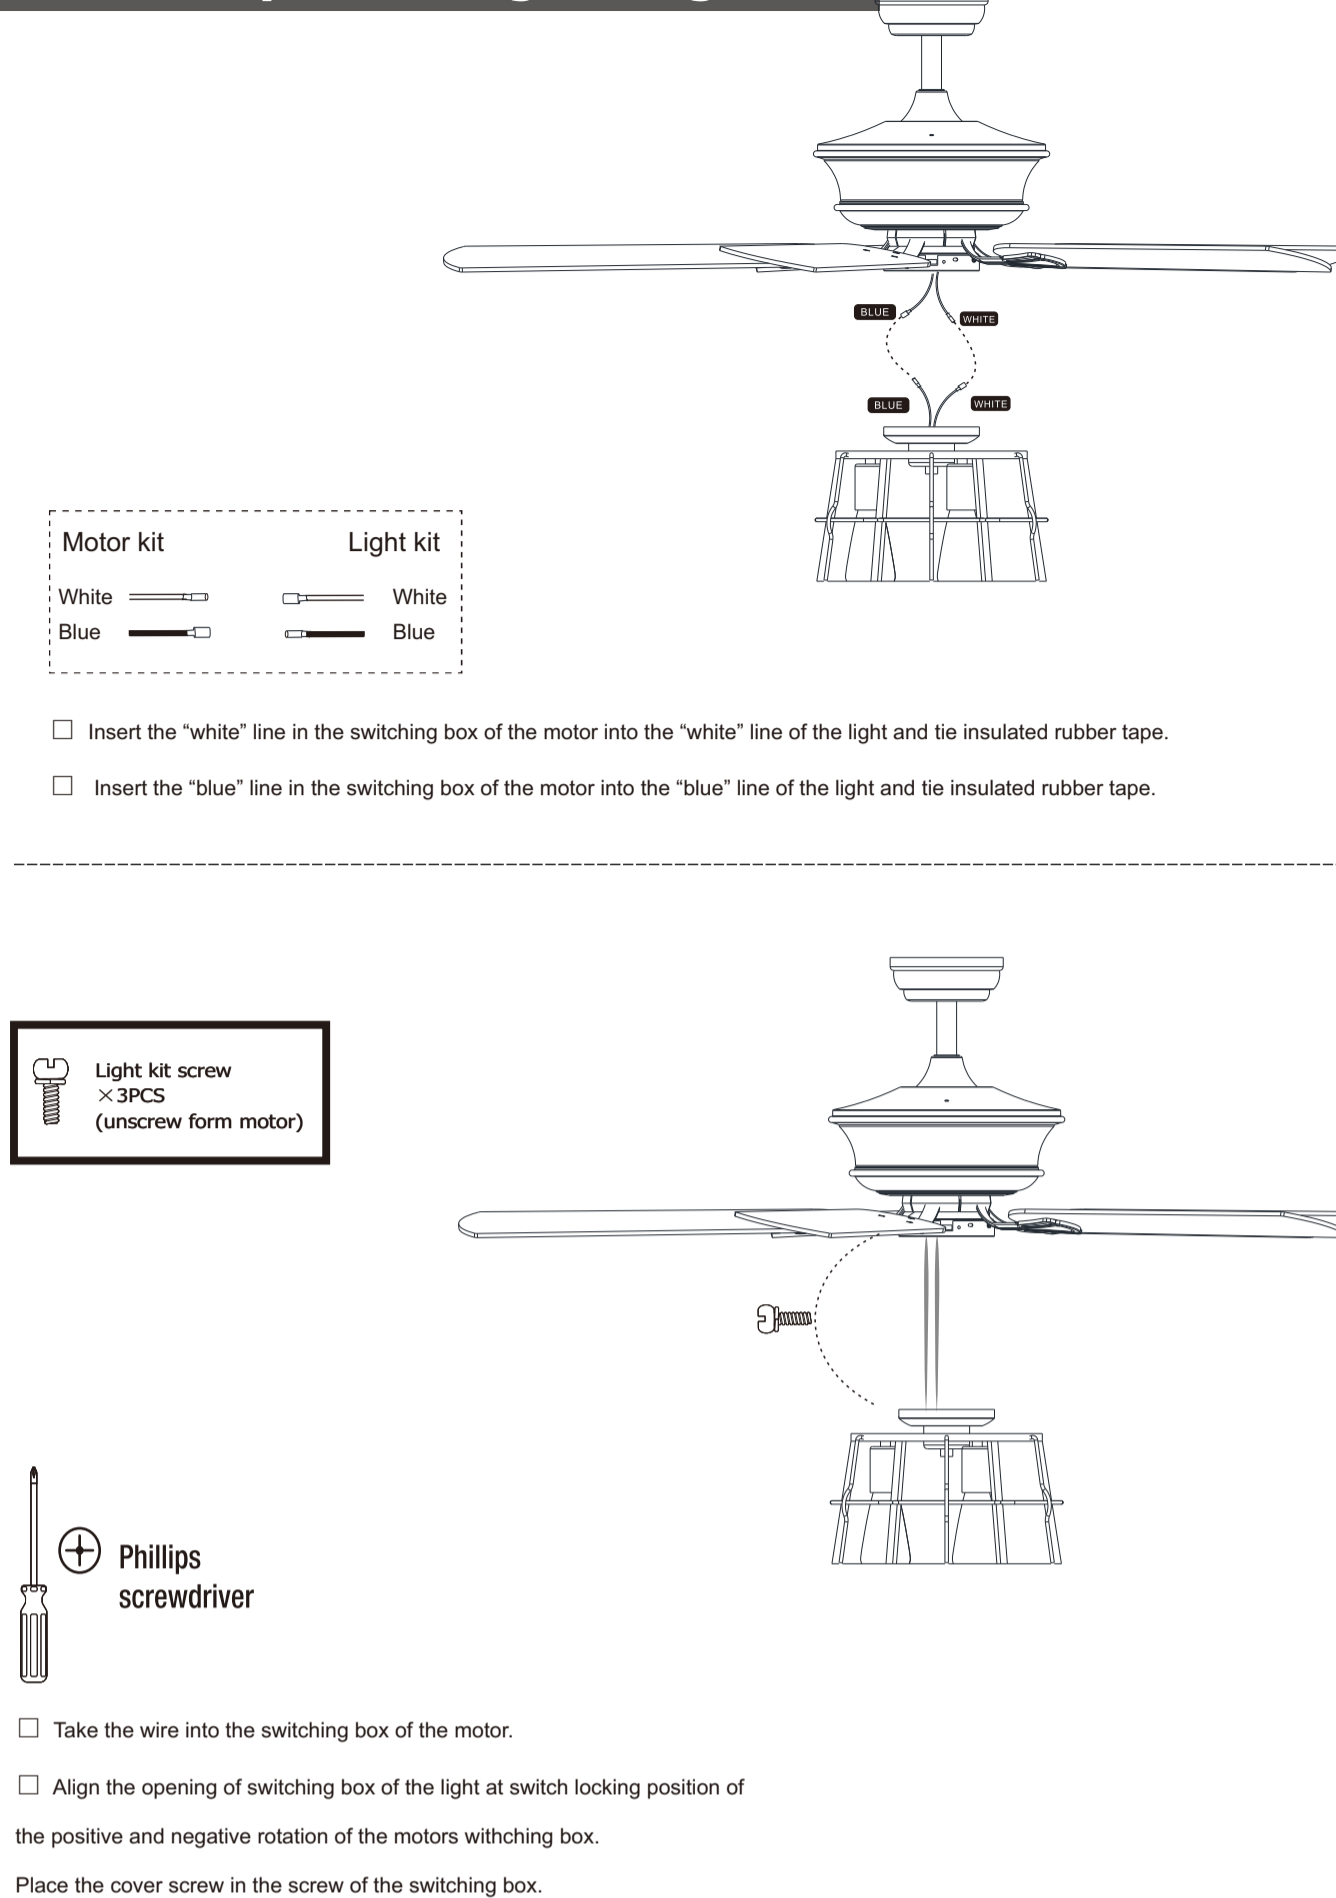 BLUE
WHITE
BLUE
WHITE
Motor kit Light kit
White White
Blue Blue
Insert the “white” line in the switching box of the motor into the “white” line of the light and tie insulated rubber tape.
Insert the “blue” line in the switching box of the motor into the “blue” line of the light and tie insulated rubber tape.
Light kit screw
×3PCS
(unscrew form motor)
Phillips
screwdriver
Take the wire into the switching box of the motor.
Align the opening of switching box of the light at switch locking position of
the positive and negative rotation of the motors withching box.
Place the cover screw in the screw of the switching box.